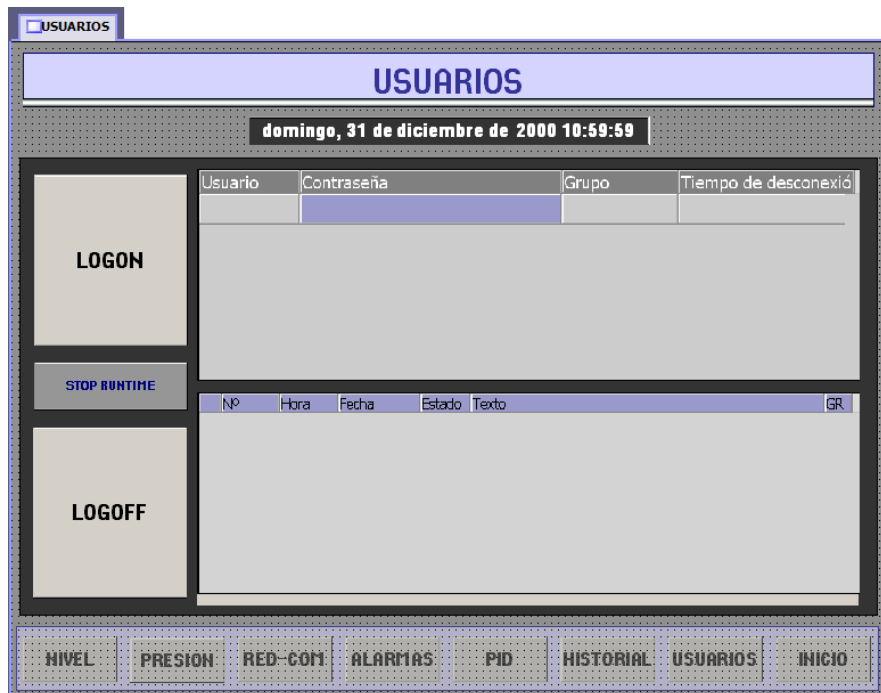 USUARIOS
USUARIOS
domingo, 31 de diciembre de 2000 10:59:59
Usuario Contraseña Grupo Tiempo de desconexió
LOGON
STOP RUNTIME
Nº Hora Fecha Estado Texto GR
LOGOFF
NIVEL PRESION RED-COM ALARMAS PID HISTORIAL USUARIOS INICIO